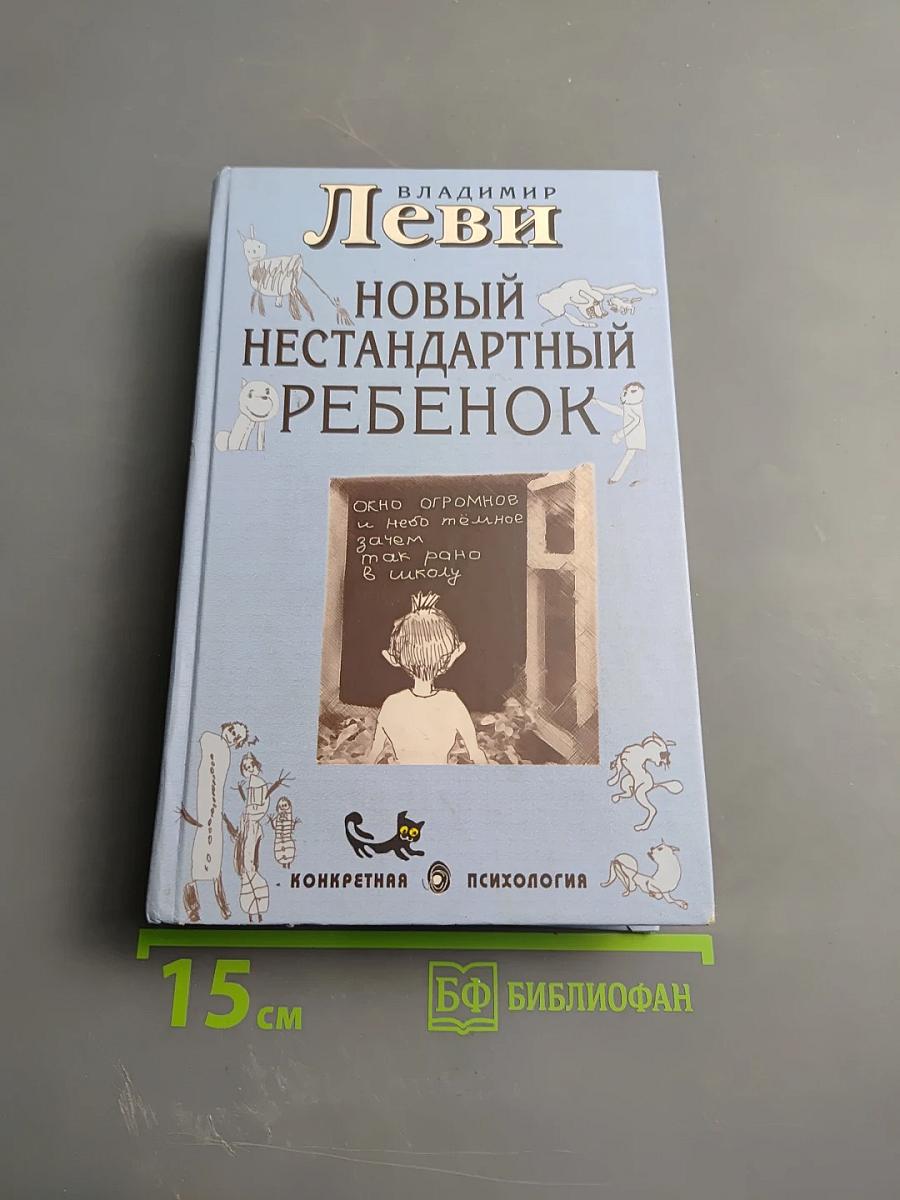 ВЛАДИМИР
Леви
НОВЫЙ
НЕСТАНДАРТНЫЙ
РЕБЕНОК
ОКНО ОГРОМНОЕ
и небо тёмное
зачем
так рано
в школу
КОНКРЕТНАЯ ПСИХОЛОГИЯ
15 см
БФ БИБЛИОФАН